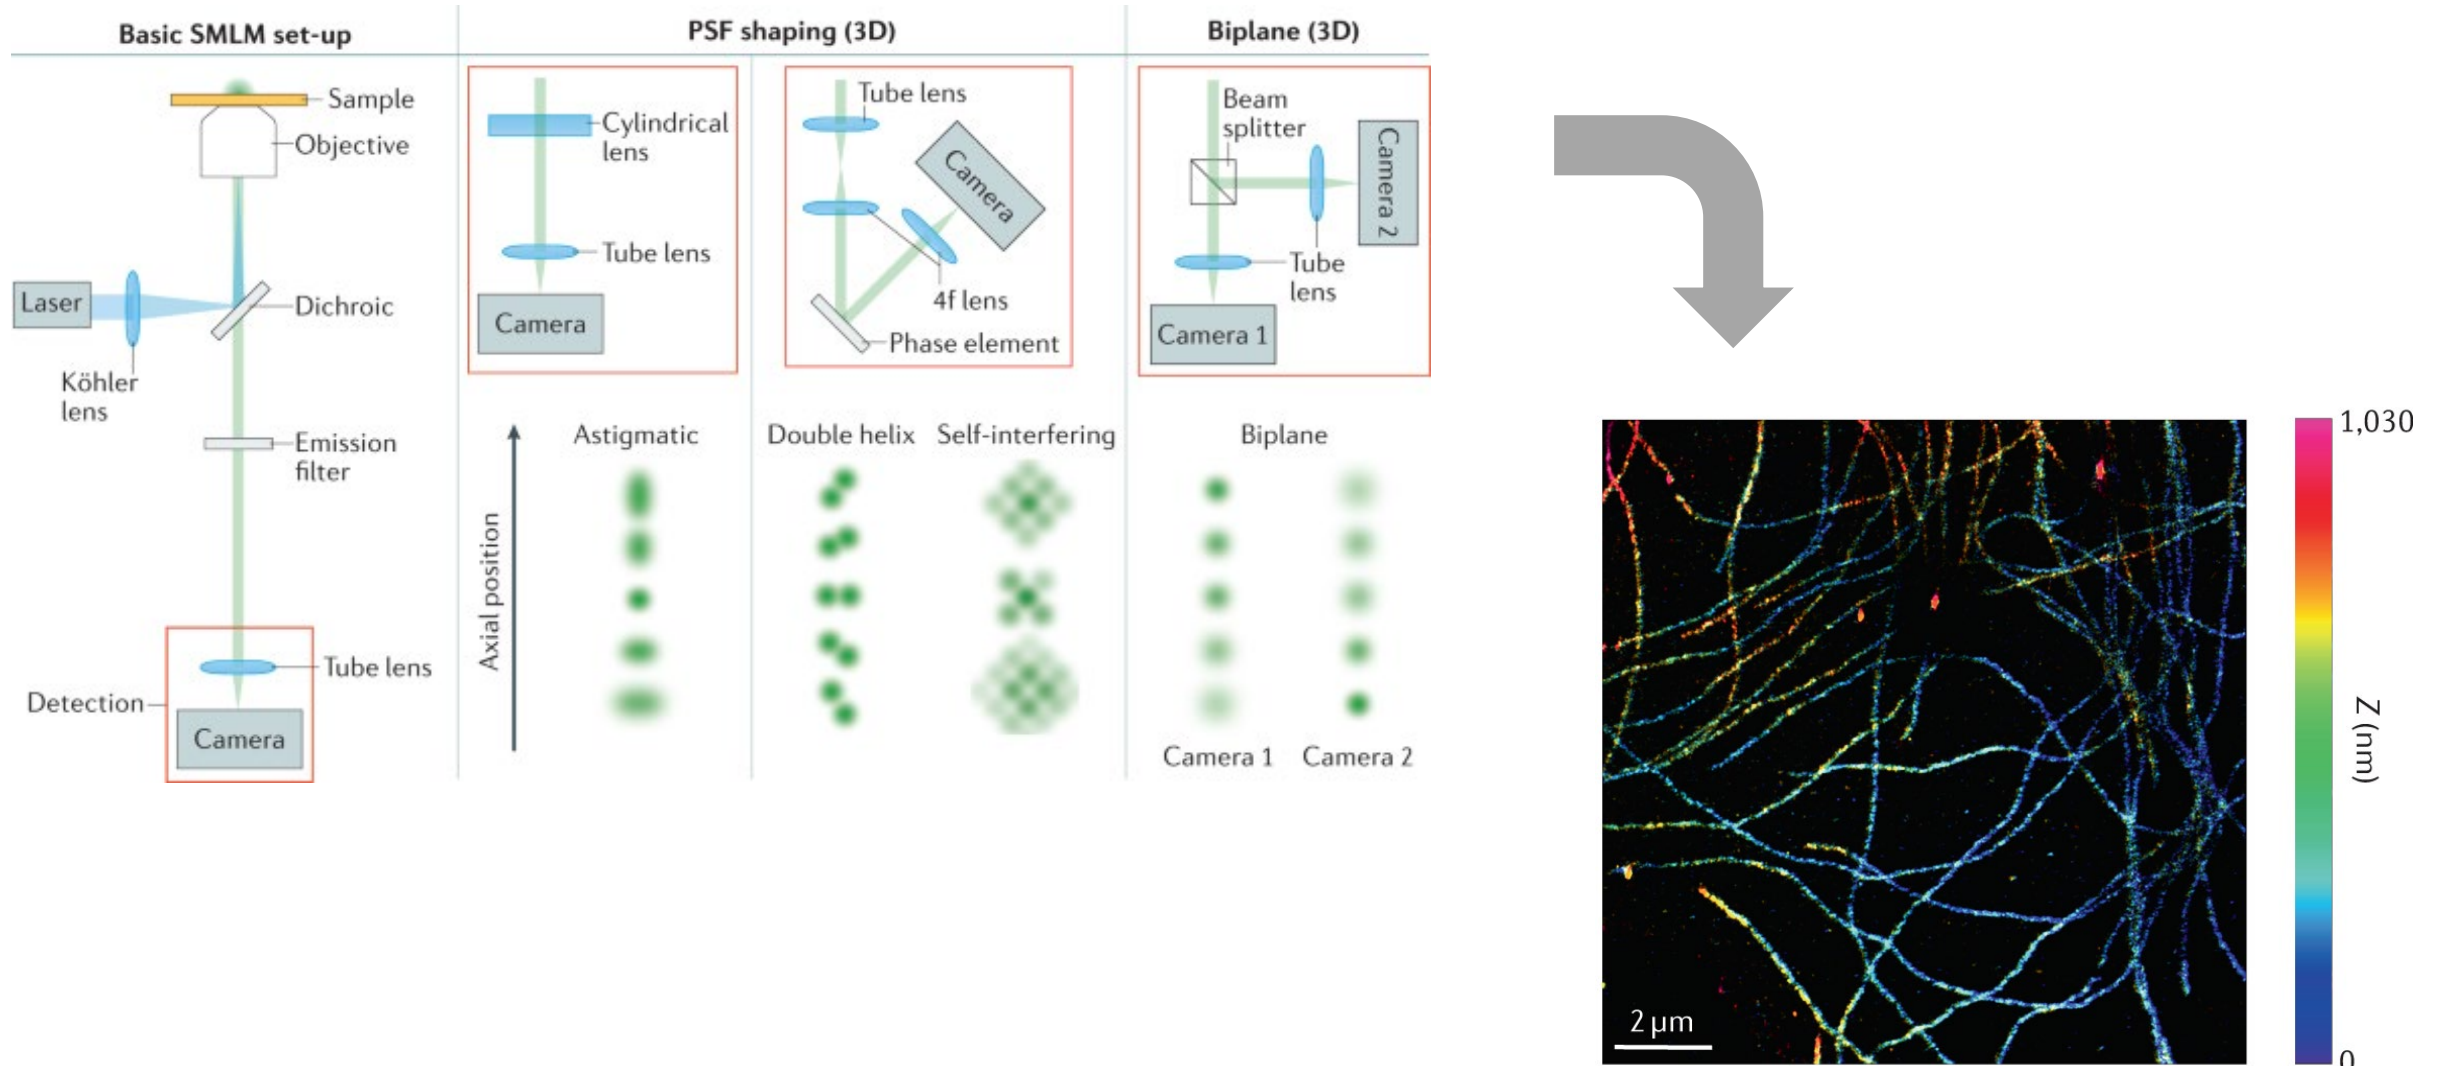 Basic SMLM set-up
PSF shaping (3D)
Biplane (3D)
Sample
Objective
Laser
Dichroic
Köhler
lens
Emission
filter
Tube lens
Detection
Camera
Cylindrical
lens
Tube lens
Camera
Tube lens
Camera
4f lens
Phase element
Beam
splitter
Camera 2
Tube
lens
Camera 1
Axial position
Astigmatic
Double helix
Self-interfering
Biplane
Camera 1
Camera 2
1,030
Z (nm)
0
2 µm